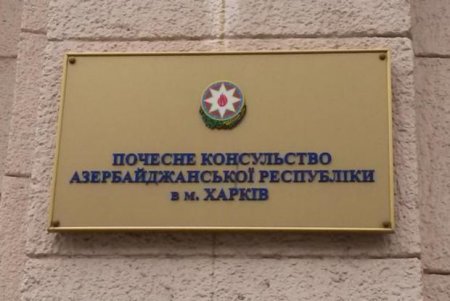 ПОЧЕСНЕ КОНСУЛЬСТВО
АЗЕРБАЙДЖАНСЬКОЇ РЕСПУБЛІКИ
в м. ХАРКІВ